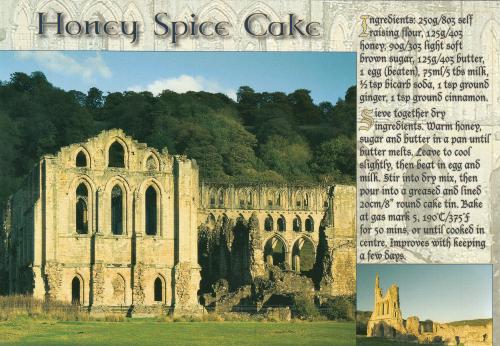 Honey Spice Cake
Ingredients: 250g/8oz self
raising flour, 125g/4oz
honey, 90g/3oz light soft
brown sugar, 125g/4oz butter,
1 egg (beaten), 75ml/5 tbs milk,
½ tsp bicarb soda, 1 tsp ground
ginger, 1 tsp ground cinnamon.
Sieve together dry
ingredients. Warm honey,
sugar and butter in a pan until
butter melts. Leave to cool
slightly, then beat in egg and
milk. Stir into dry mix, then
pour into a greased and lined
20cm/8" round cake tin. Bake
at gas mark 5, 190°C/375°F
for 50 mins, or until cooked in
centre. Improves with keeping
a few days.